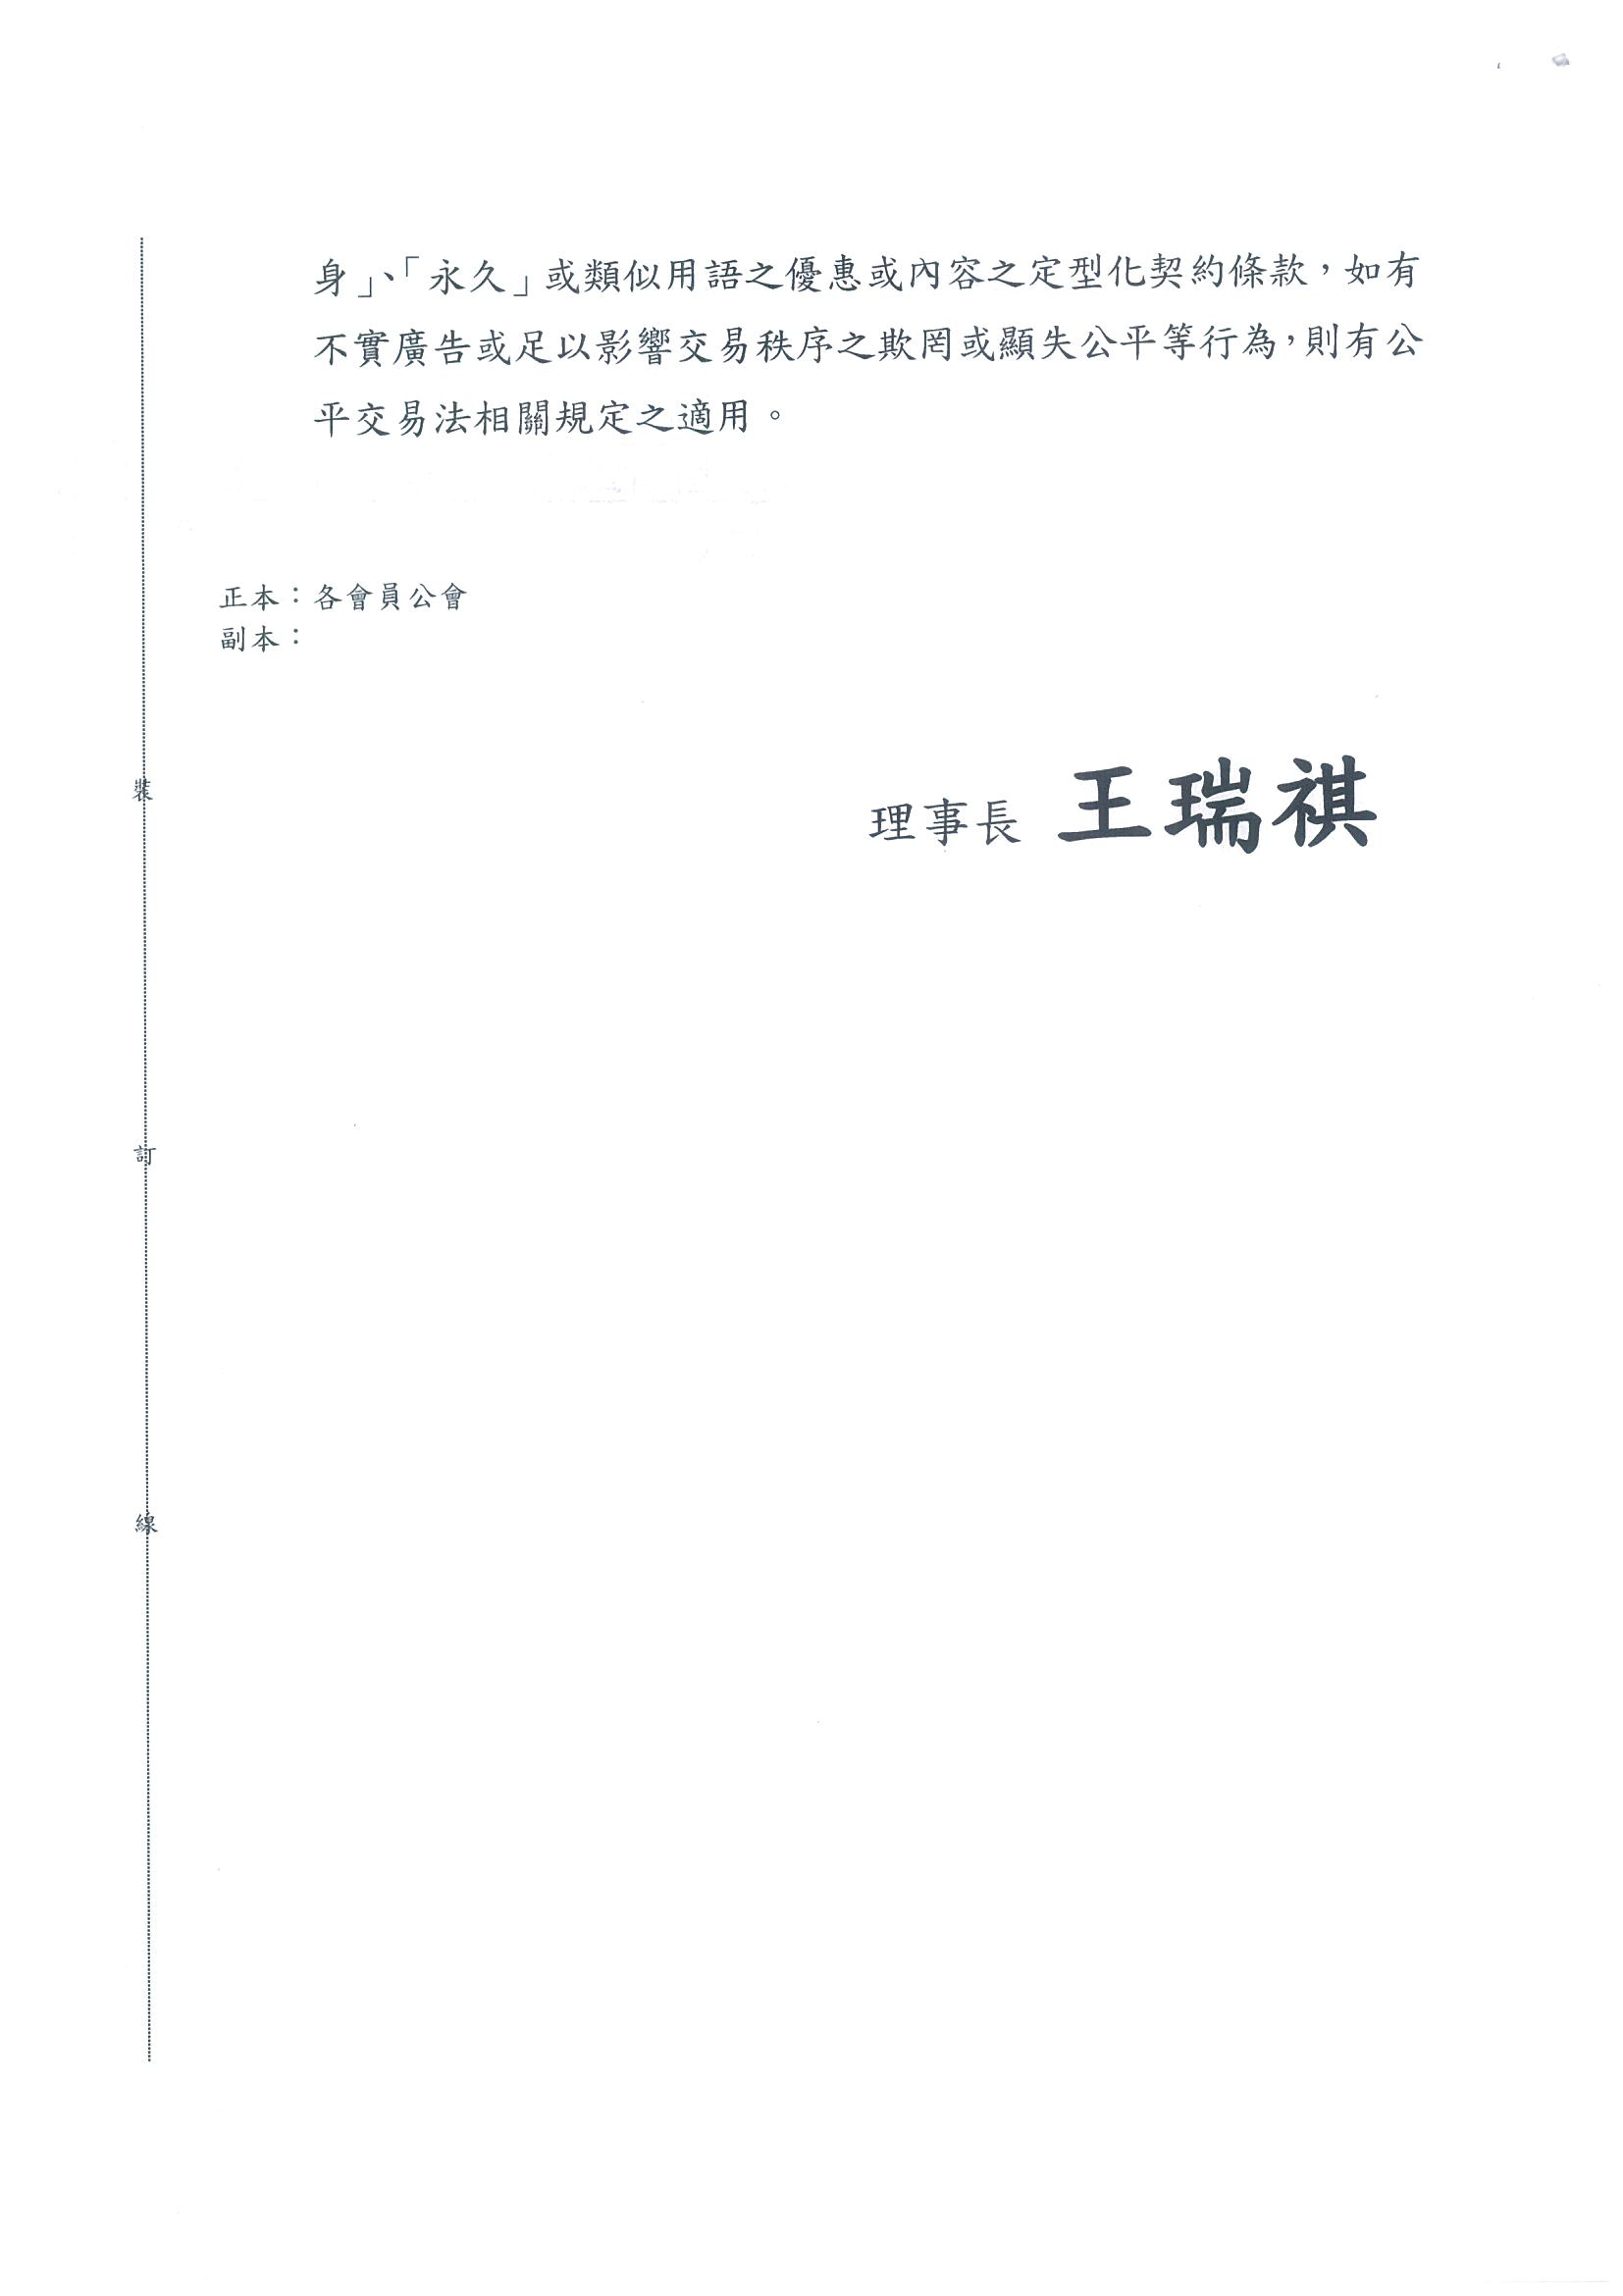 身」、「永久」或類似用語之優惠或內容之定型化契約條款，如有
不實廣告或足以影響交易秩序之欺罔或顯失公平等行為，則有公
平交易法相關規定之適用。
正本：各會員公會
副本：
理事長 王瑞祺
裝
訂
線